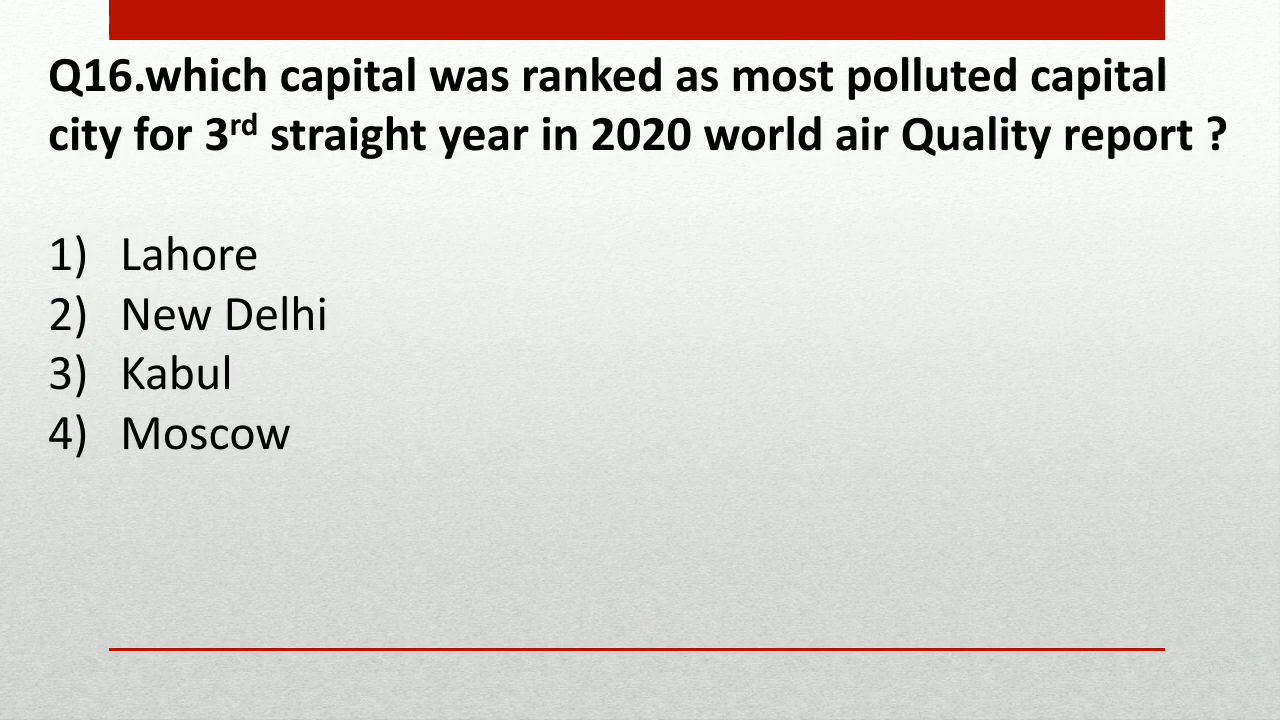 Q16.which capital was ranked as most polluted capital
city for 3rd straight year in 2020 world air Quality report ?
1) Lahore
2) New Delhi
3) Kabul
4) Moscow